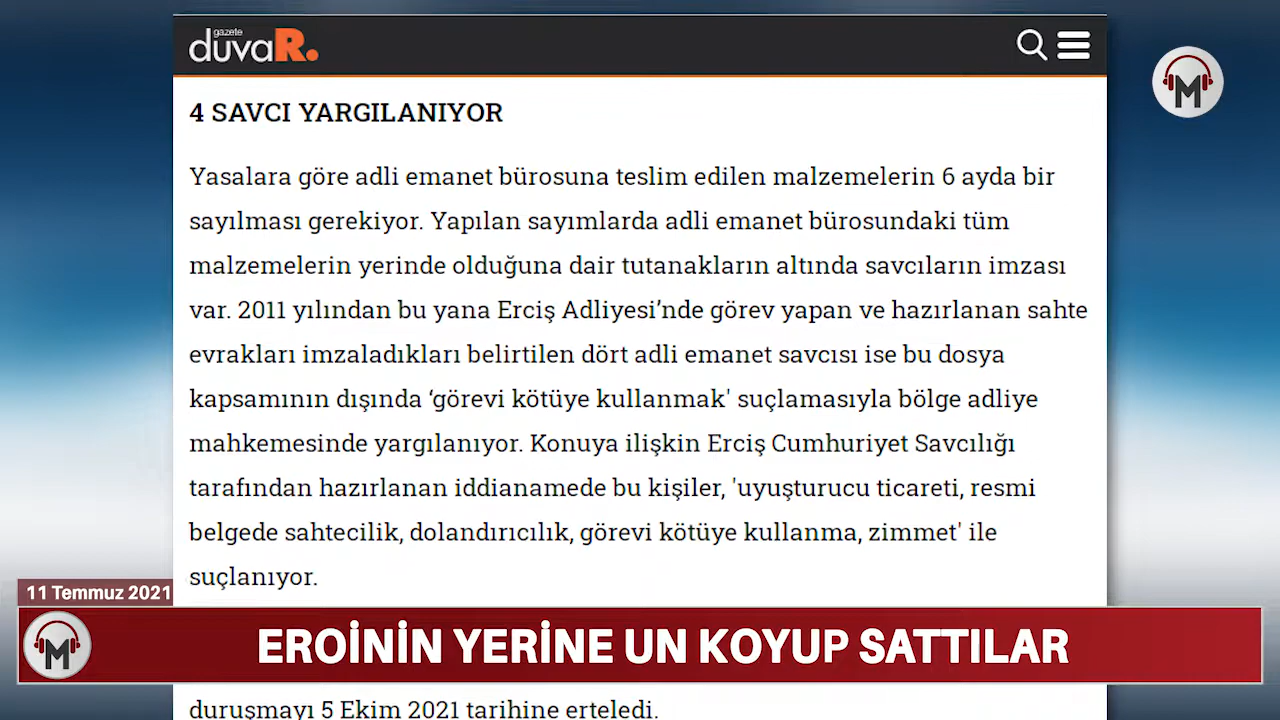 gazete
duvaR.
M
4 SAVCI YARGILANIYOR
Yasalara göre adli emanet bürosuna teslim edilen malzemelerin 6 ayda bir
sayılması gerekiyor. Yapılan sayımlarda adli emanet bürosundaki tüm
malzemelerin yerinde olduğuna dair tutanakların altında savcıların imzası
var. 2011 yılından bu yana Erciş Adliyesi’nde görev yapan ve hazırlanan sahte
evrakları imzaladıkları belirtilen dört adli emanet savcısı ise bu dosya
kapsamının dışında ‘görevi kötüye kullanmak' suçlamasıyla bölge adliye
mahkemesinde yargılanıyor. Konuya ilişkin Erciş Cumhuriyet Savcılığı
tarafından hazırlanan iddianamede bu kişiler, 'uyuşturucu ticareti, resmi
belgede sahtecilik, dolandırıcılık, görevi kötüye kullanma, zimmet' ile
suçlanıyor.
11 Temmuz 2021
M
EROİNİN YERİNE UN KOYUP SATTILAR
duruşmayı 5 Ekim 2021 tarihine erteledi.